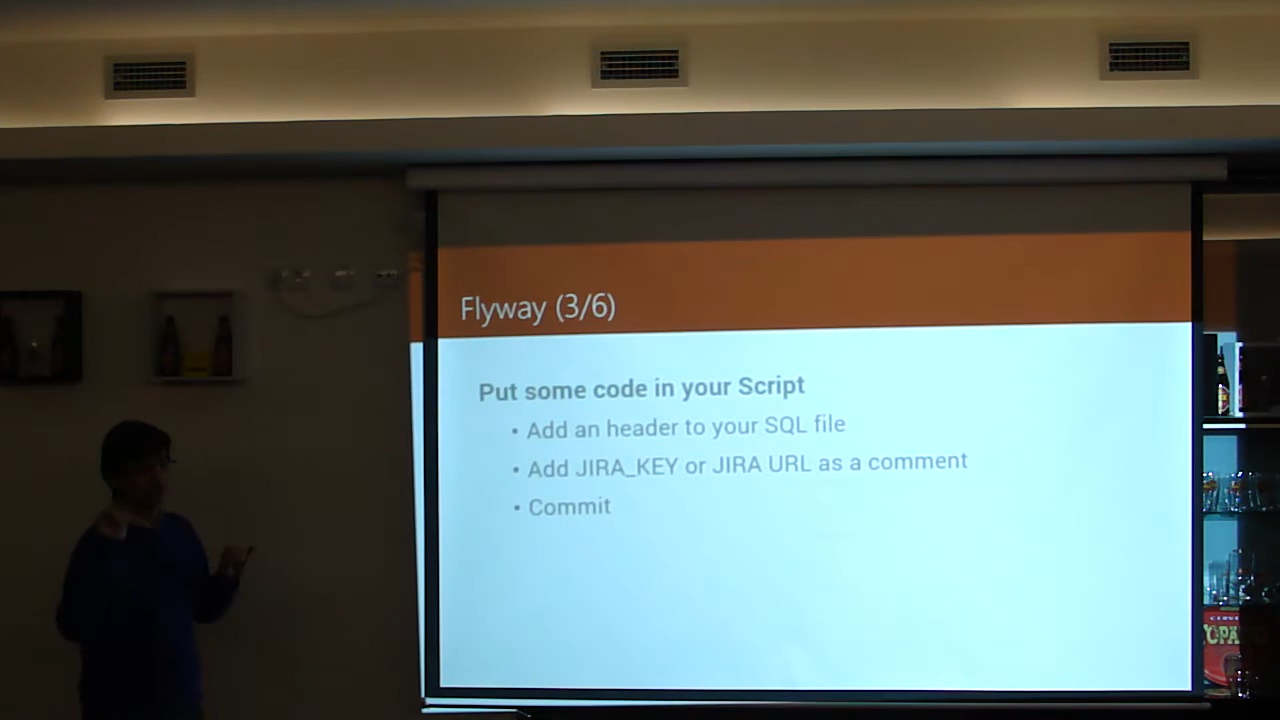 Flyway (3/6)
Put some code in your Script
• Add an header to your SQL file
• Add JIRA_KEY or JIRA URL as a comment
• Commit